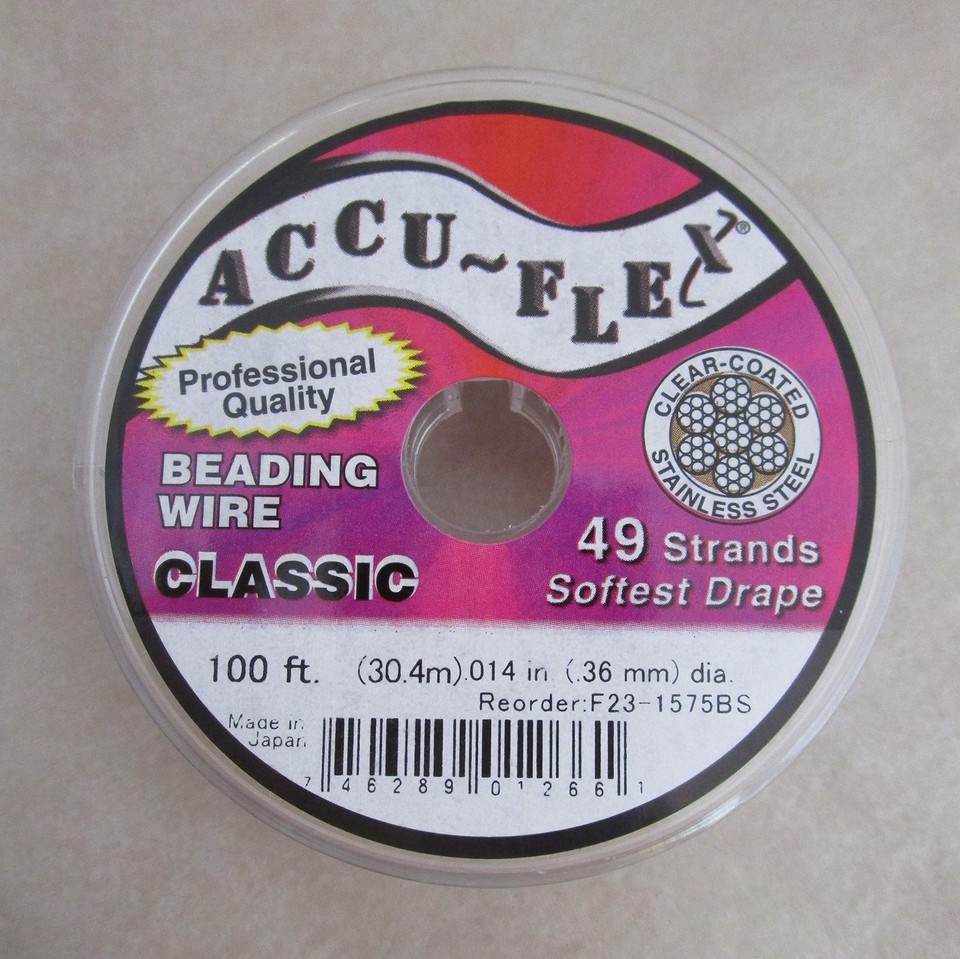 ACCU~FLEX®
Professional
Quality
CLEAR-COATED
STAINLESS STEEL
BEADING
WIRE
CLASSIC
49 Strands
Softest Drape
100 ft. (30.4m).014 in (.36 mm) dia.
Reorder:F23-1575BS
Made in
Japan
7 46289 01266 1